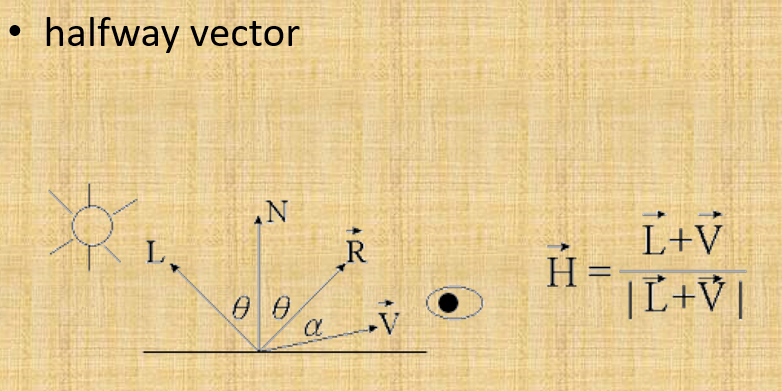 • halfway vector
N
L
R⃗
θ
θ
α
V⃗
H⃗ = (L⃗+V⃗) / |L⃗+V⃗|